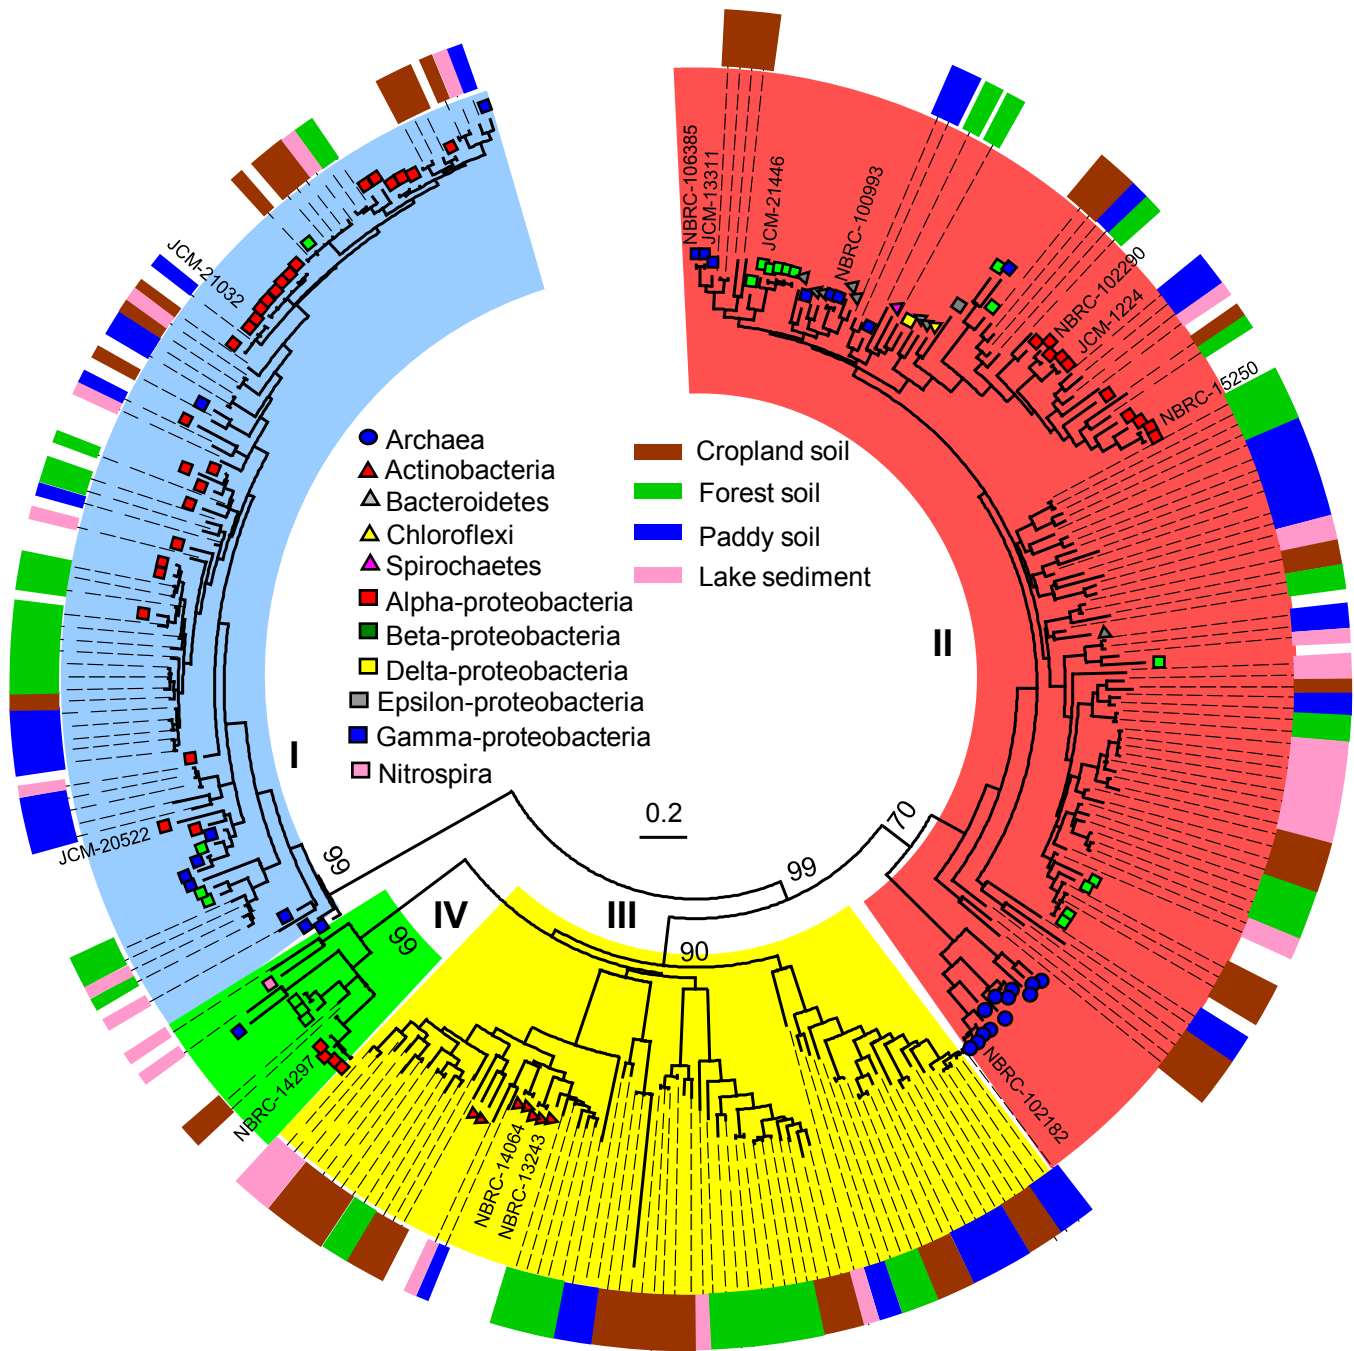 NBRC-106385
JCM-13311
JCM-21446
NBRC-100993
NBRC-102290
JCM-1224
NBRC-15250
JCM-21032
Archaea
Actinobacteria
Bacteroidetes
Chloroflexi
Spirochaetes
Alpha-proteobacteria
Beta-proteobacteria
Delta-proteobacteria
Epsilon-proteobacteria
Gamma-proteobacteria
Nitrospira
Cropland soil
Forest soil
Paddy soil
Lake sediment
II
I
0.2
70
99
99
JCM-20522
IV
III
99
90
NBRC-14297
NBRC-14064
NBRC-13243
NBRC-102182